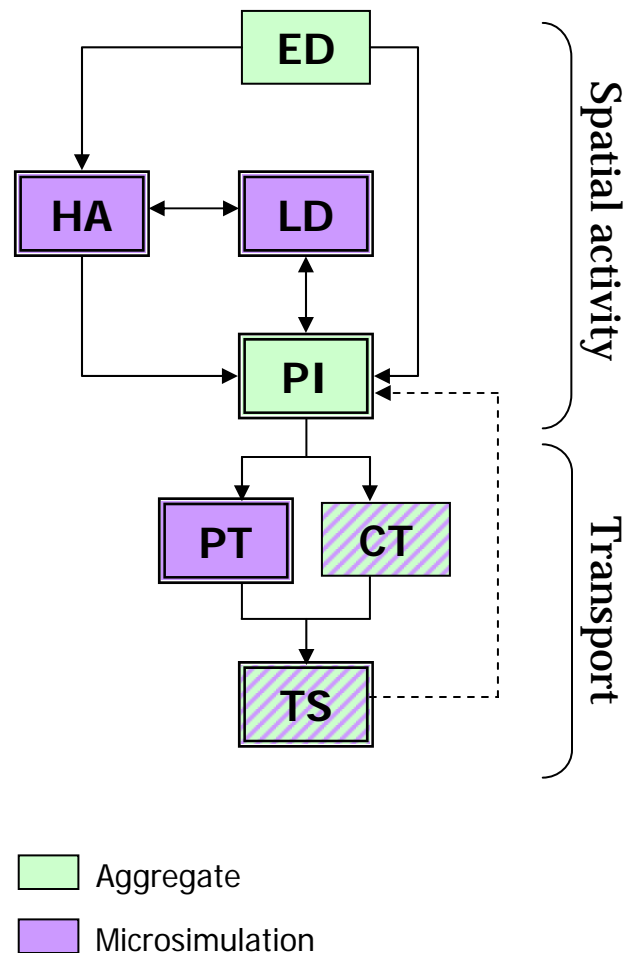 ED
Spatial activity
HA
LD
PI
PT
CT
Transport
TS
Aggregate
Microsimulation